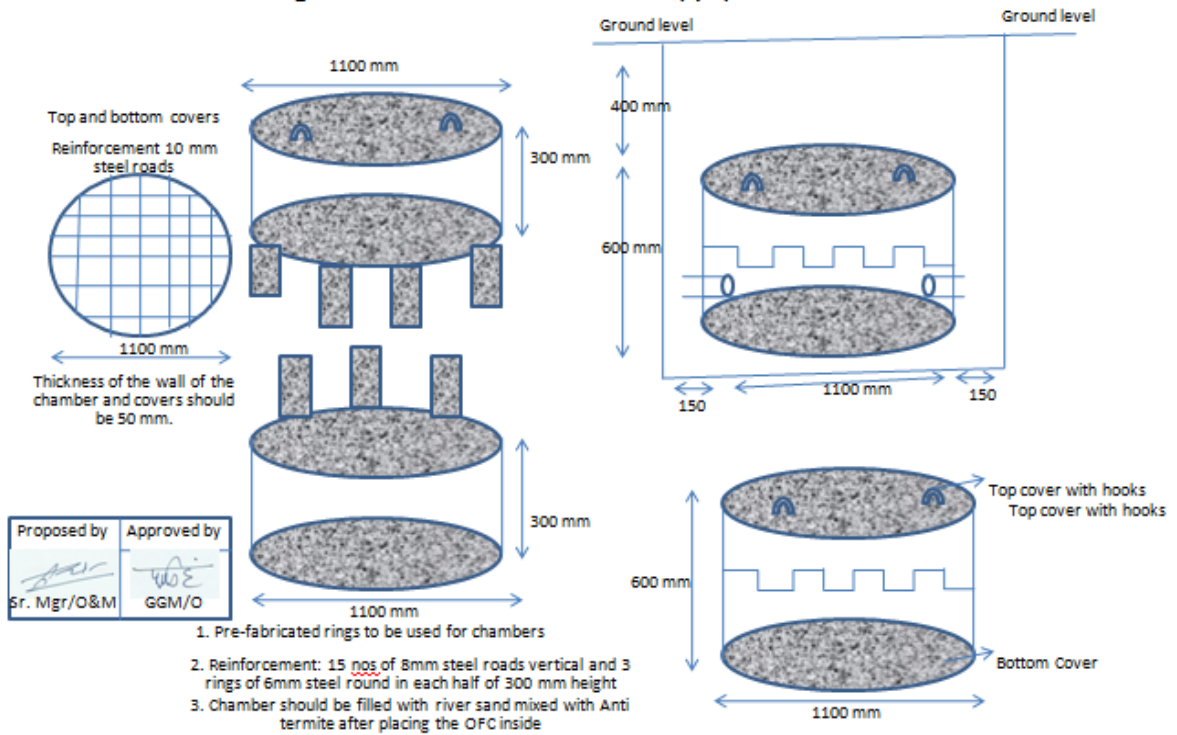 Ground level
Ground level
1100 mm
Top and bottom covers
Reinforcement 10 mm
steel roads
300 mm
400 mm
600 mm
1100 mm
Thickness of the wall of the
chamber and covers should
be 50 mm.
1100 mm
150
150
300 mm
1100 mm
Proposed by
Approved by
Sr. Mgr/O&M
GGM/O
1. Pre-fabricated rings to be used for chambers
2. Reinforcement: 15 nos of 8mm steel roads vertical and 3
rings of 6mm steel round in each half of 300 mm height
3. Chamber should be filled with river sand mixed with Anti
termite after placing the OFC inside
Top cover with hooks
Top cover with hooks
600 mm
Bottom Cover
1100 mm